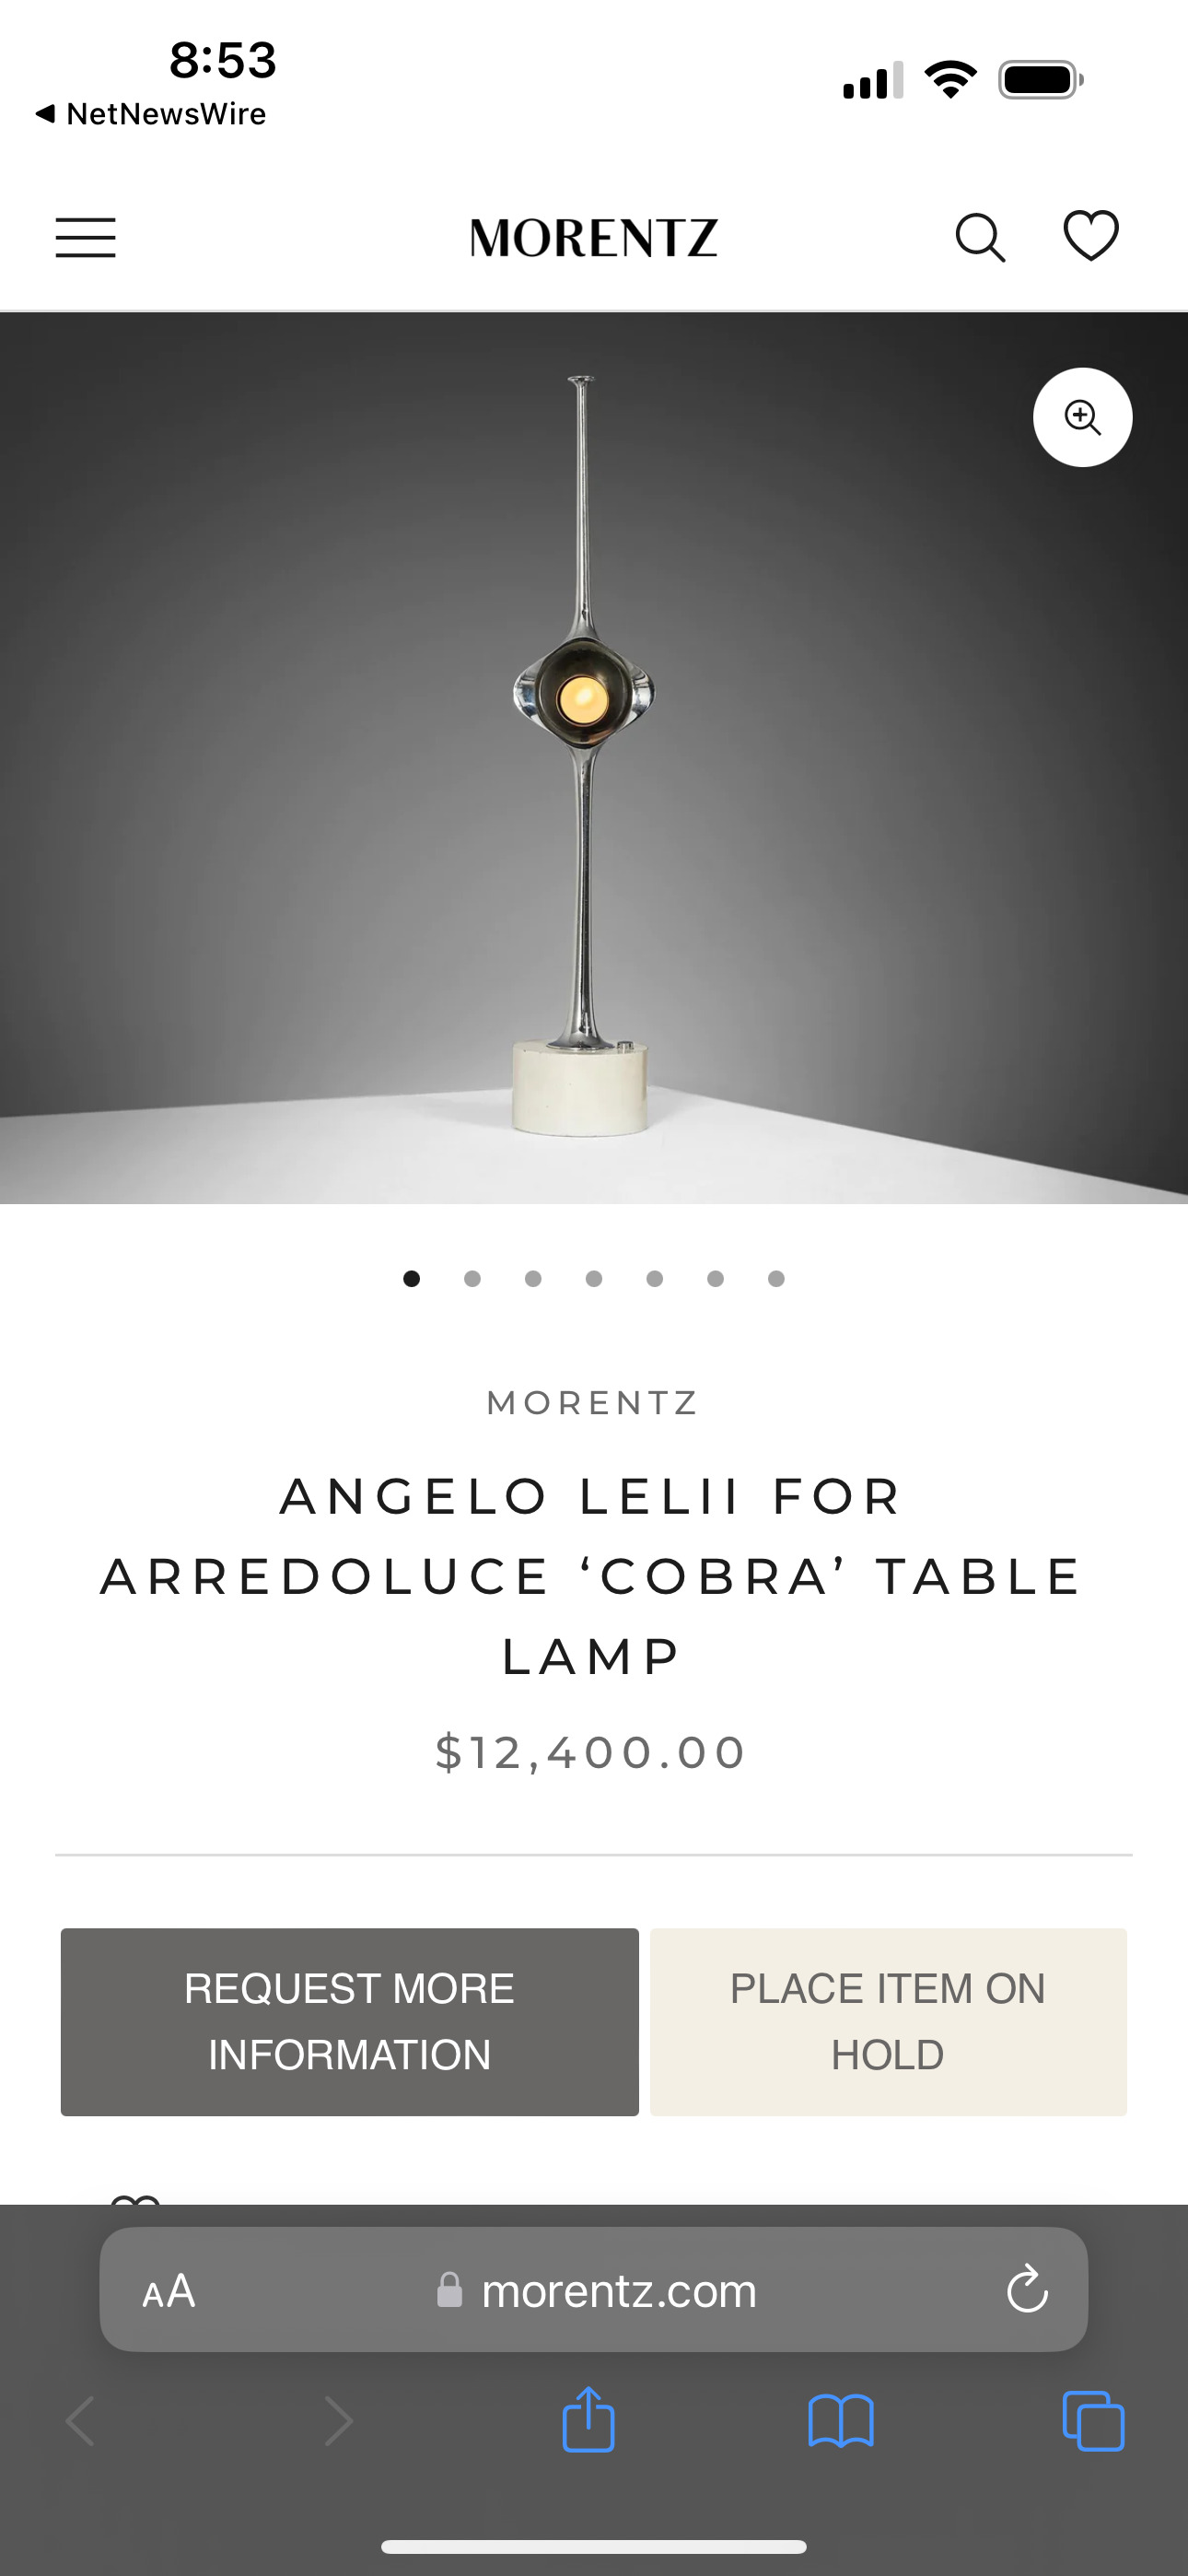 8:53
◀ NetNewsWire
MORENTZ
MORENTZ
ANGELO LELII FOR
ARREDOLUCE ‘COBRA’ TABLE
LAMP
$12,400.00
REQUEST MORE
INFORMATION
PLACE ITEM ON
HOLD
AA
morentz.com